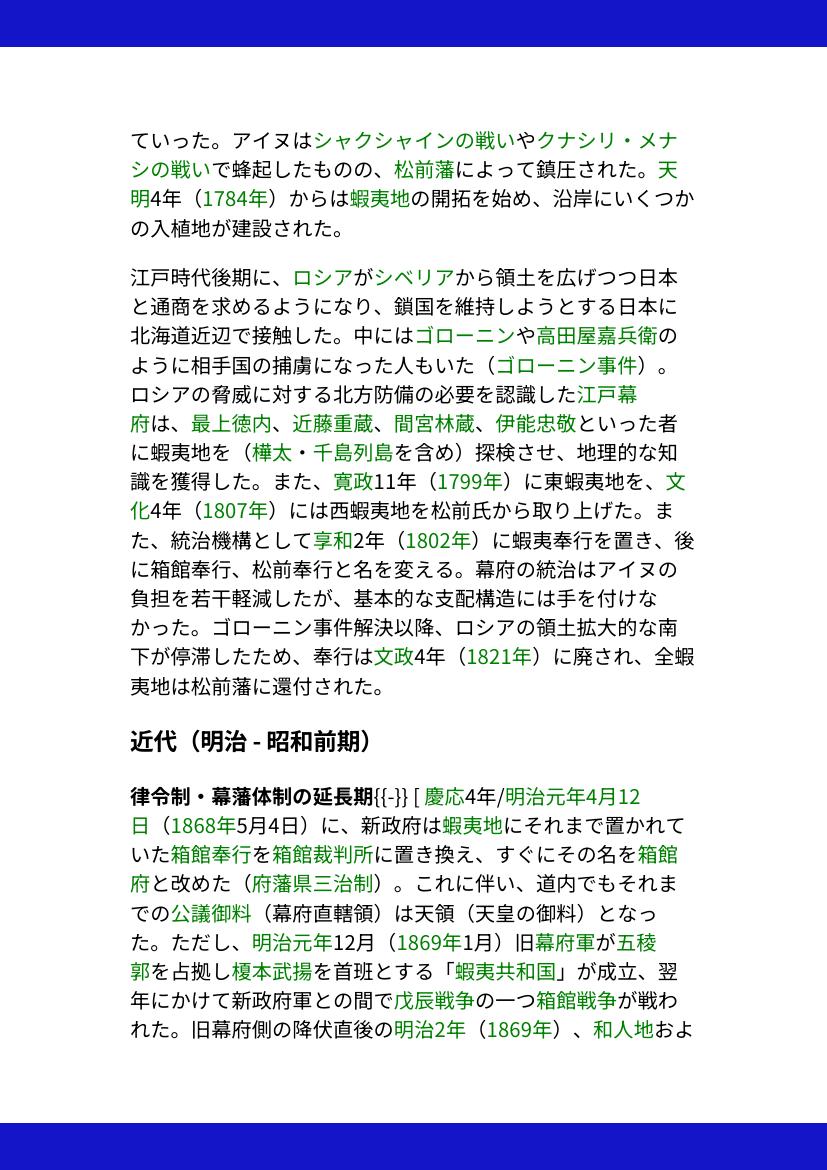 ていった。アイヌはシャクシャインの戦いやクナシリ・メナ
シの戦いで蜂起したものの、松前藩によって鎮圧された。天
明4年（1784年）からは蝦夷地の開拓を始め、沿岸にいくつか
の入植地が建設された。
江戸時代後期に、ロシアがシベリアから領土を広げつつ日本
と通商を求めるようになり、鎖国を維持しようとする日本に
北海道近辺で接触した。中にはゴローニンや高田屋嘉兵衛の
ように相手国の捕虜になった人もいた（ゴローニン事件）。
ロシアの脅威に対する北方防備の必要を認識した江戸幕
府は、最上徳内、近藤重蔵、間宮林蔵、伊能忠敬といった者
に蝦夷地を（樺太・千島列島を含め）探検させ、地理的な知
識を獲得した。また、寛政11年（1799年）に東蝦夷地を、文
化4年（1807年）には西蝦夷地を松前氏から取り上げた。ま
た、統治機構として享和2年（1802年）に蝦夷奉行を置き、後
に箱館奉行、松前奉行と名を変える。幕府の統治はアイヌの
負担を若干軽減したが、基本的な支配構造には手を付けな
かった。ゴローニン事件解決以降、ロシアの領土拡大的な南
下が停滞したため、奉行は文政4年（1821年）に廃され、全蝦
夷地は松前藩に還付された。
近代（明治 - 昭和前期）
律令制・幕藩体制の延長期{{-}} [ 慶応4年/明治元年4月12
日（1868年5月4日）に、新政府は蝦夷地にそれまで置かれて
いた箱館奉行を箱館裁判所に置き換え、すぐにその名を箱館
府と改めた（府藩県三治制）。これに伴い、道内でもそれま
での公議御料（幕府直轄領）は天領（天皇の御料）となっ
た。ただし、明治元年12月（1869年1月）旧幕府軍が五稜
郭を占拠し榎本武揚を首班とする「蝦夷共和国」が成立、翌
年にかけて新政府軍との間で戊辰戦争の一つ箱館戦争が戦わ
れた。旧幕府側の降伏直後の明治2年（1869年）、和人地およ